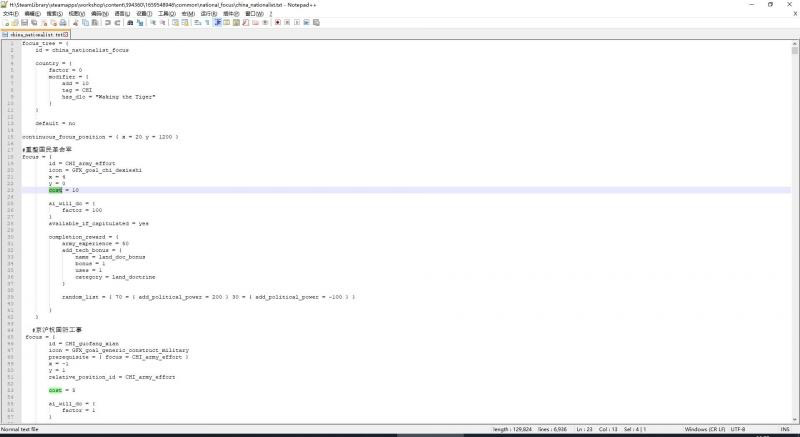 H:\SteamLibrary\steamapps\workshop\content\394360\1659548948\common\national_focus\china_nationalist.txt - Notepad++
文件(F) 编辑(E) 搜索(S) 视图(V) 编码(N) 语言(L) 设置(T) 工具(O) 宏(M) 运行(R) 插件(P) 窗口(W) ?
china_nationalist.txt
focus_tree = {
id = china_nationalist_focus
country = {
factor = 0
modifier = {
add = 10
tag = CHI
has_dlc = "Waking the Tiger"
}
}
default = no
continuous_focus_position = { x = 20 y = 1200 }
#重整国民革命军
focus = {
id = CHI_army_effort
icon = GFX_goal_chi_dexieshi
x = 4
y = 0
cost = 10
ai_will_do = {
factor = 100
}
available_if_capitulated = yes
completion_reward = {
army_experience = 60
add_tech_bonus = {
name = land_doc_bonus
bonus = 1
uses = 1
category = land_doctrine
}
random_list = { 70 = { add_political_power = 200 } 30 = { add_political_power = -100 } }
}
}
#京沪杭国防工事
focus = {
id = CHI_guofang_xian
icon = GFX_goal_generic_construct_military
prerequisite = { focus = CHI_army_effort }
x = -1
y = 1
relative_position_id = CHI_army_effort
cost = 5
ai_will_do = {
factor = 1
}
Normal text file length : 129,824 lines : 6,936 Ln : 23 Col : 13 Sel : 4 | 1 Windows (CR LF) UTF-8 INS